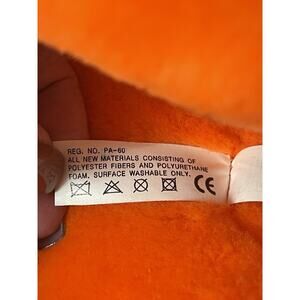 REG. NO. PA-60
ALL NEW MATERIALS CONSISTING OF
POLYESTER FIBERS AND POLYURETHANE
FOAM. SURFACE WASHABLE ONLY.
CE